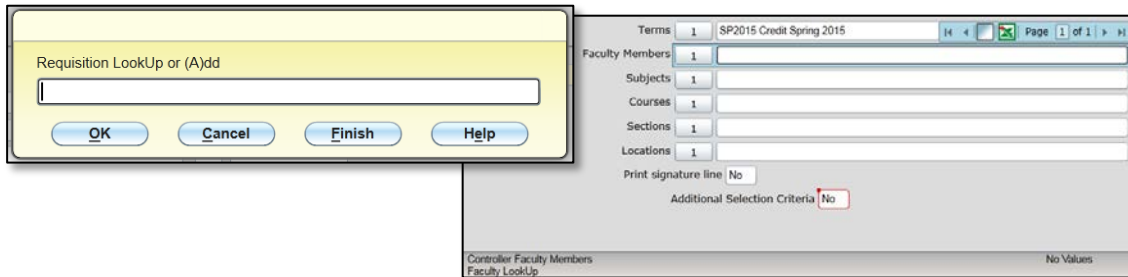 Requisition LookUp or (A)dd
OK Cancel Finish Help
Terms 1 SP2015 Credit Spring 2015 Page 1 of 1
Faculty Members 1
Subjects 1
Courses 1
Sections 1
Locations 1
Print signature line No
Additional Selection Criteria No
Controller Faculty Members No Values
Faculty LookUp